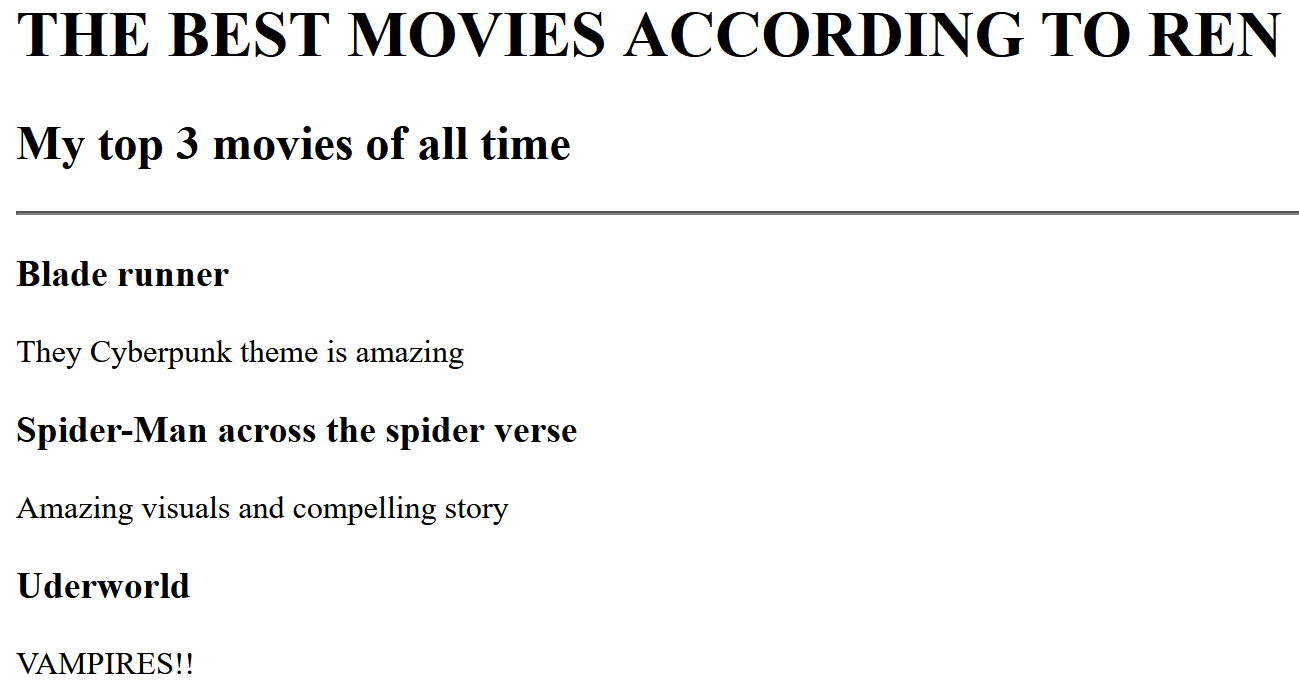 THE BEST MOVIES ACCORDING TO REN
My top 3 movies of all time
Blade runner
They Cyberpunk theme is amazing
Spider-Man across the spider verse
Amazing visuals and compelling story
Uderworld
VAMPIRES!!